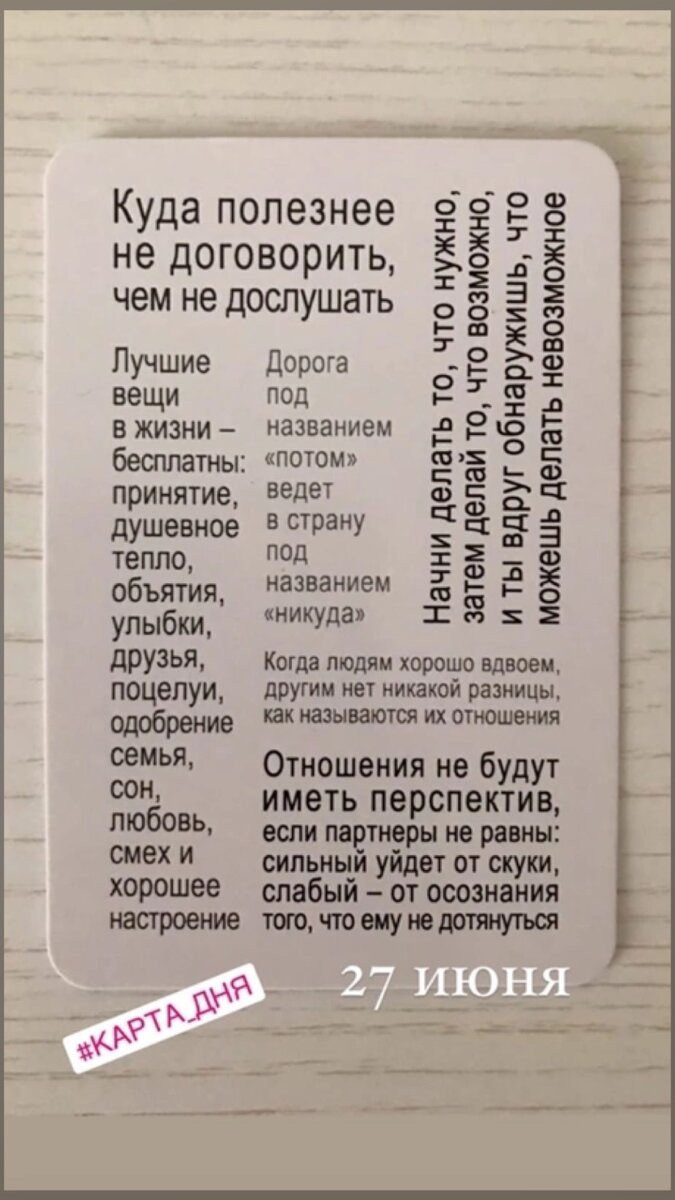 Куда полезнее
не договорить,
чем не дослушать
Начни делать то, что нужно,
затем делай то, что возможно,
и ты вдруг обнаружишь, что
можешь делать невозможное
Лучшие
вещи
в жизни –
бесплатны:
принятие,
душевное
тепло,
объятия,
улыбки,
друзья,
поцелуи,
одобрение
семья,
сон,
любовь,
смех и
хорошее
настроение
Дорога
под
названием
«потом»
ведет
в страну
под
названием
«никуда»
Когда людям хорошо вдвоем,
другим нет никакой разницы,
как называются их отношения
Отношения не будут
иметь перспектив,
если партнеры не равны:
сильный уйдет от скуки,
слабый – от осознания
того, что ему не дотянуться
27 июня
#КАРТА_ДНЯ